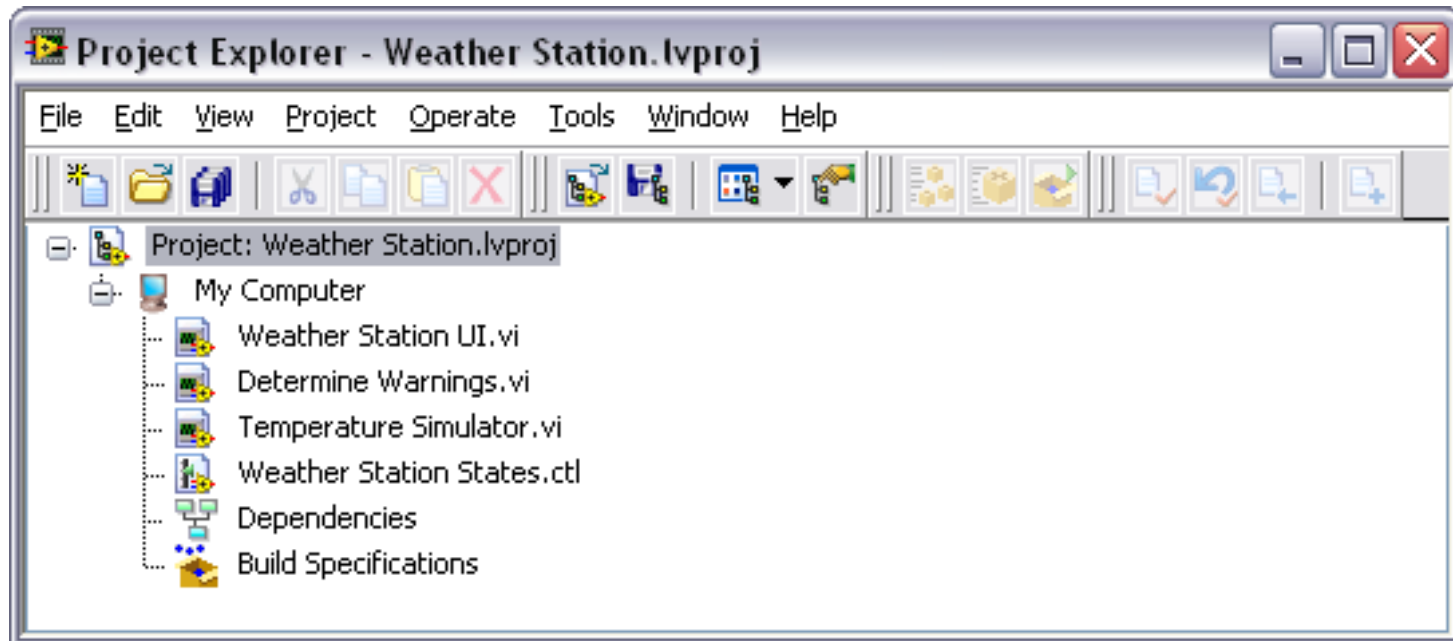 Project Explorer - Weather Station.lvproj
File Edit View Project Operate Tools Window Help
Project: Weather Station.lvproj
My Computer
Weather Station UI.vi
Determine Warnings.vi
Temperature Simulator.vi
Weather Station States.ctl
Dependencies
Build Specifications